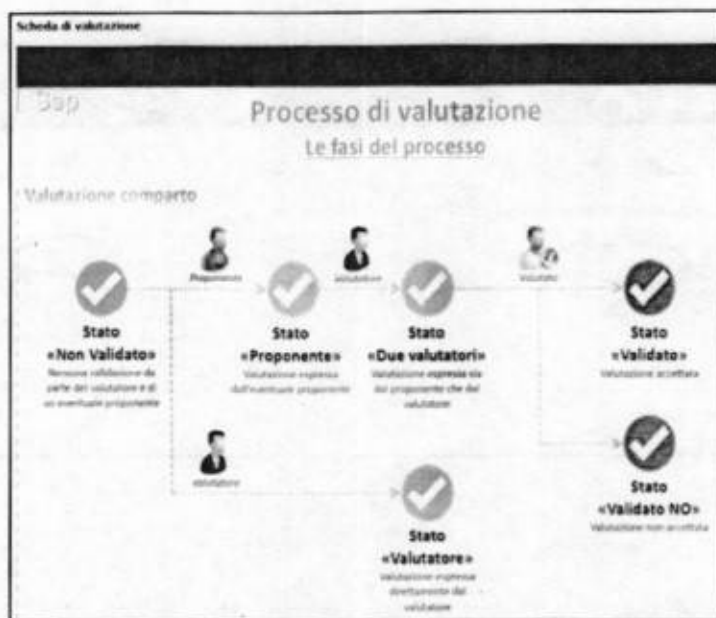 Scheda di valutazione
Processo di valutazione
Le fasi del processo
Valutazione comparto
Proponente
Valutatore
Valutato
Stato
«Non Validato»
Nessuna validazione da
parte del valutatore e di
un eventuale proponente
Stato
«Proponente»
Valutazione espressa
dall'eventuale proponente
Stato
«Due valutatori»
Valutazione espressa sia
dal proponente che dal
valutatore
Stato
«Validato»
Valutazione accettata
Valutatore
Stato
«Valutatore»
Valutazione espressa
direttamente dal
valutatore
Stato
«Validato NO»
Valutazione non accettata